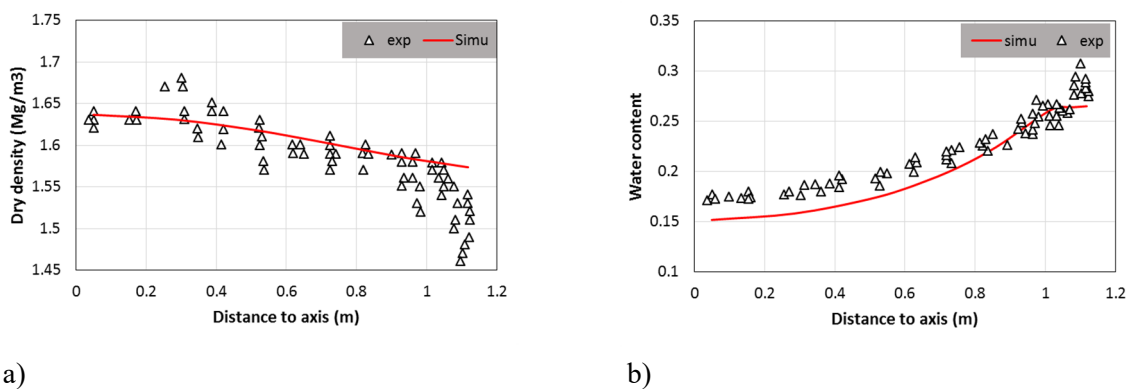 1.75
1.7
1.65
1.6
1.55
1.5
1.45
Dry density (Mg/m3)
exp Simu
0 0.2 0.4 0.6 0.8 1 1.2
Distance to axis (m)
a)
0.35
0.3
0.25
0.2
0.15
0.1
Water content
simu exp
0 0.2 0.4 0.6 0.8 1 1.2
Distance to axis (m)
b)